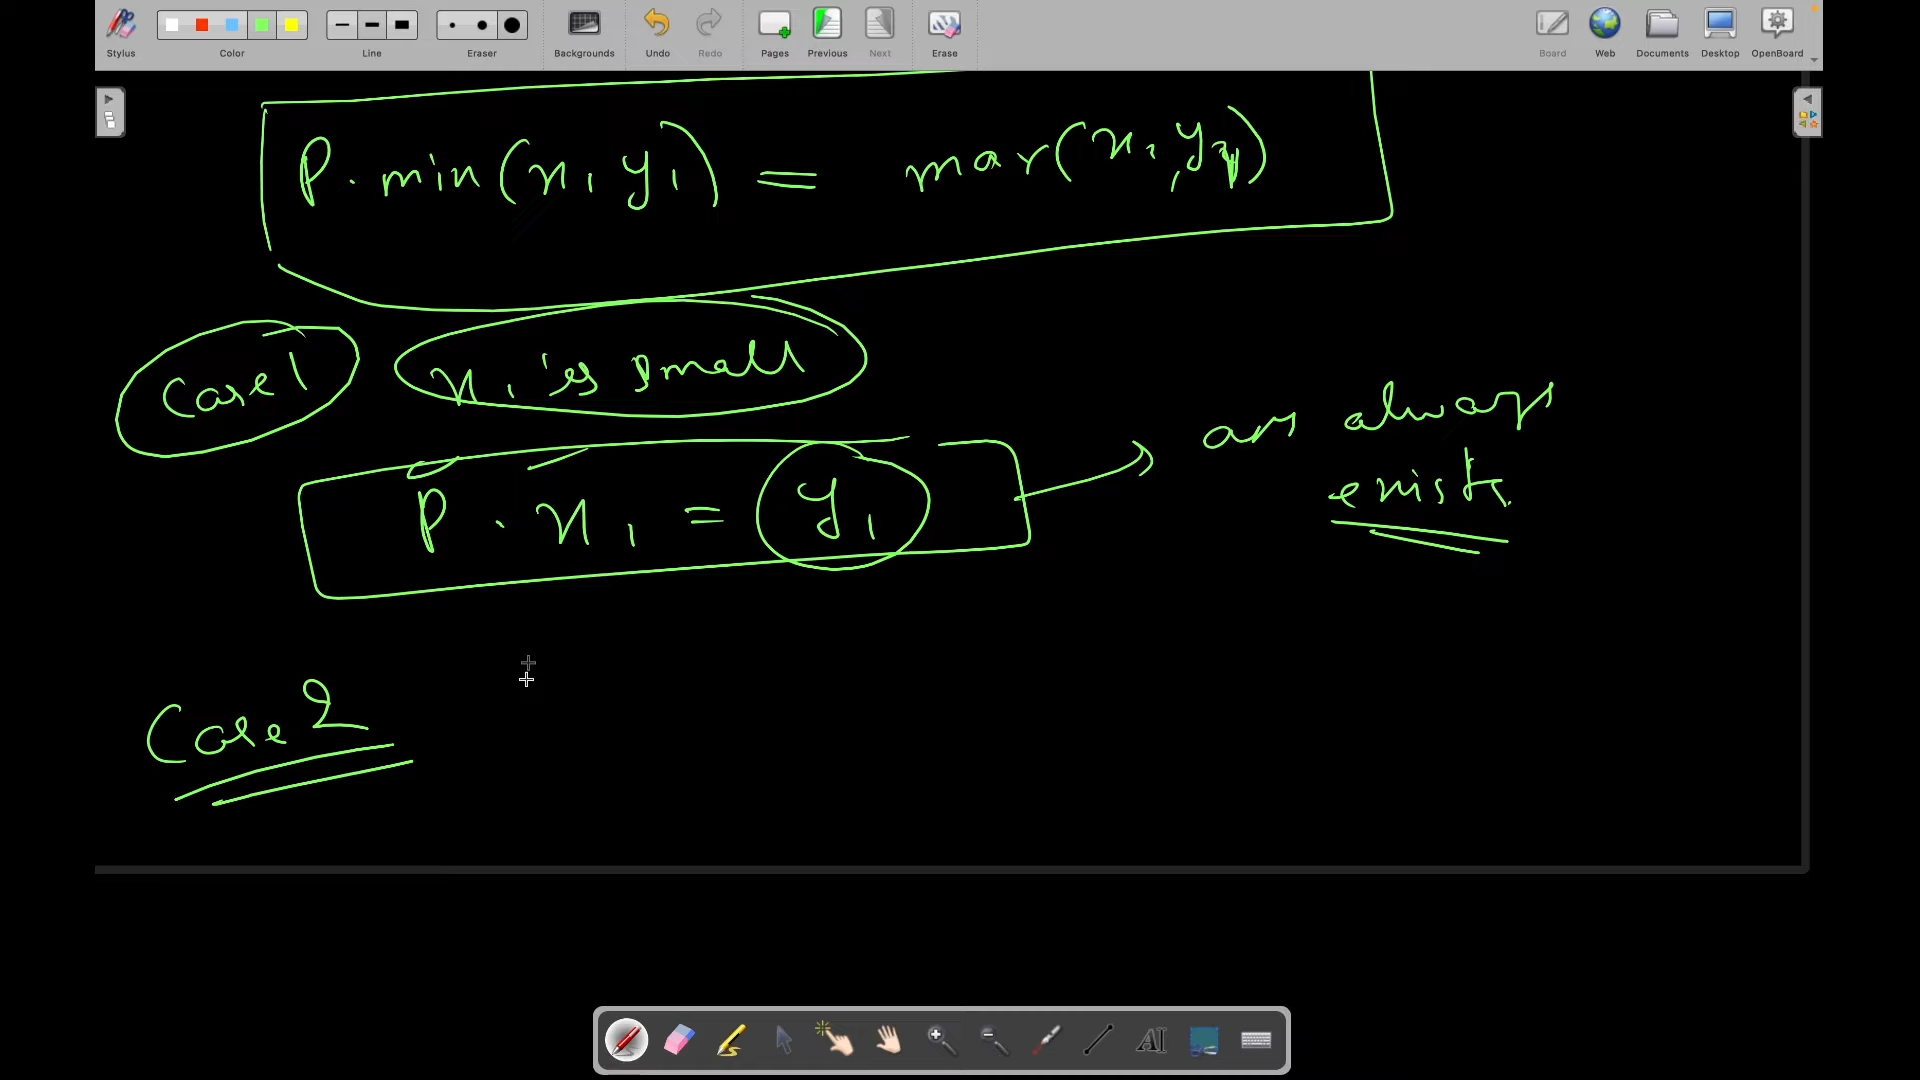 Stylus Color Line Eraser Backgrounds Undo Redo Pages Previous Next Erase Board Web Documents Desktop OpenBoard
P. min(x1 y1) = max(x1, y1)
Case 1 x1 is small
ans always
exists
P . x1 = y1
Case 2